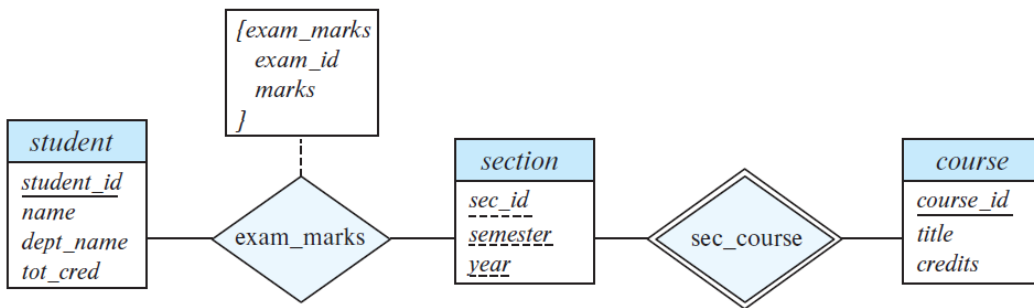 [exam_marks
exam_id
marks
]
student
student_id
name
dept_name
tot_cred
exam_marks
section
sec_id
semester
year
sec_course
course
course_id
title
credits